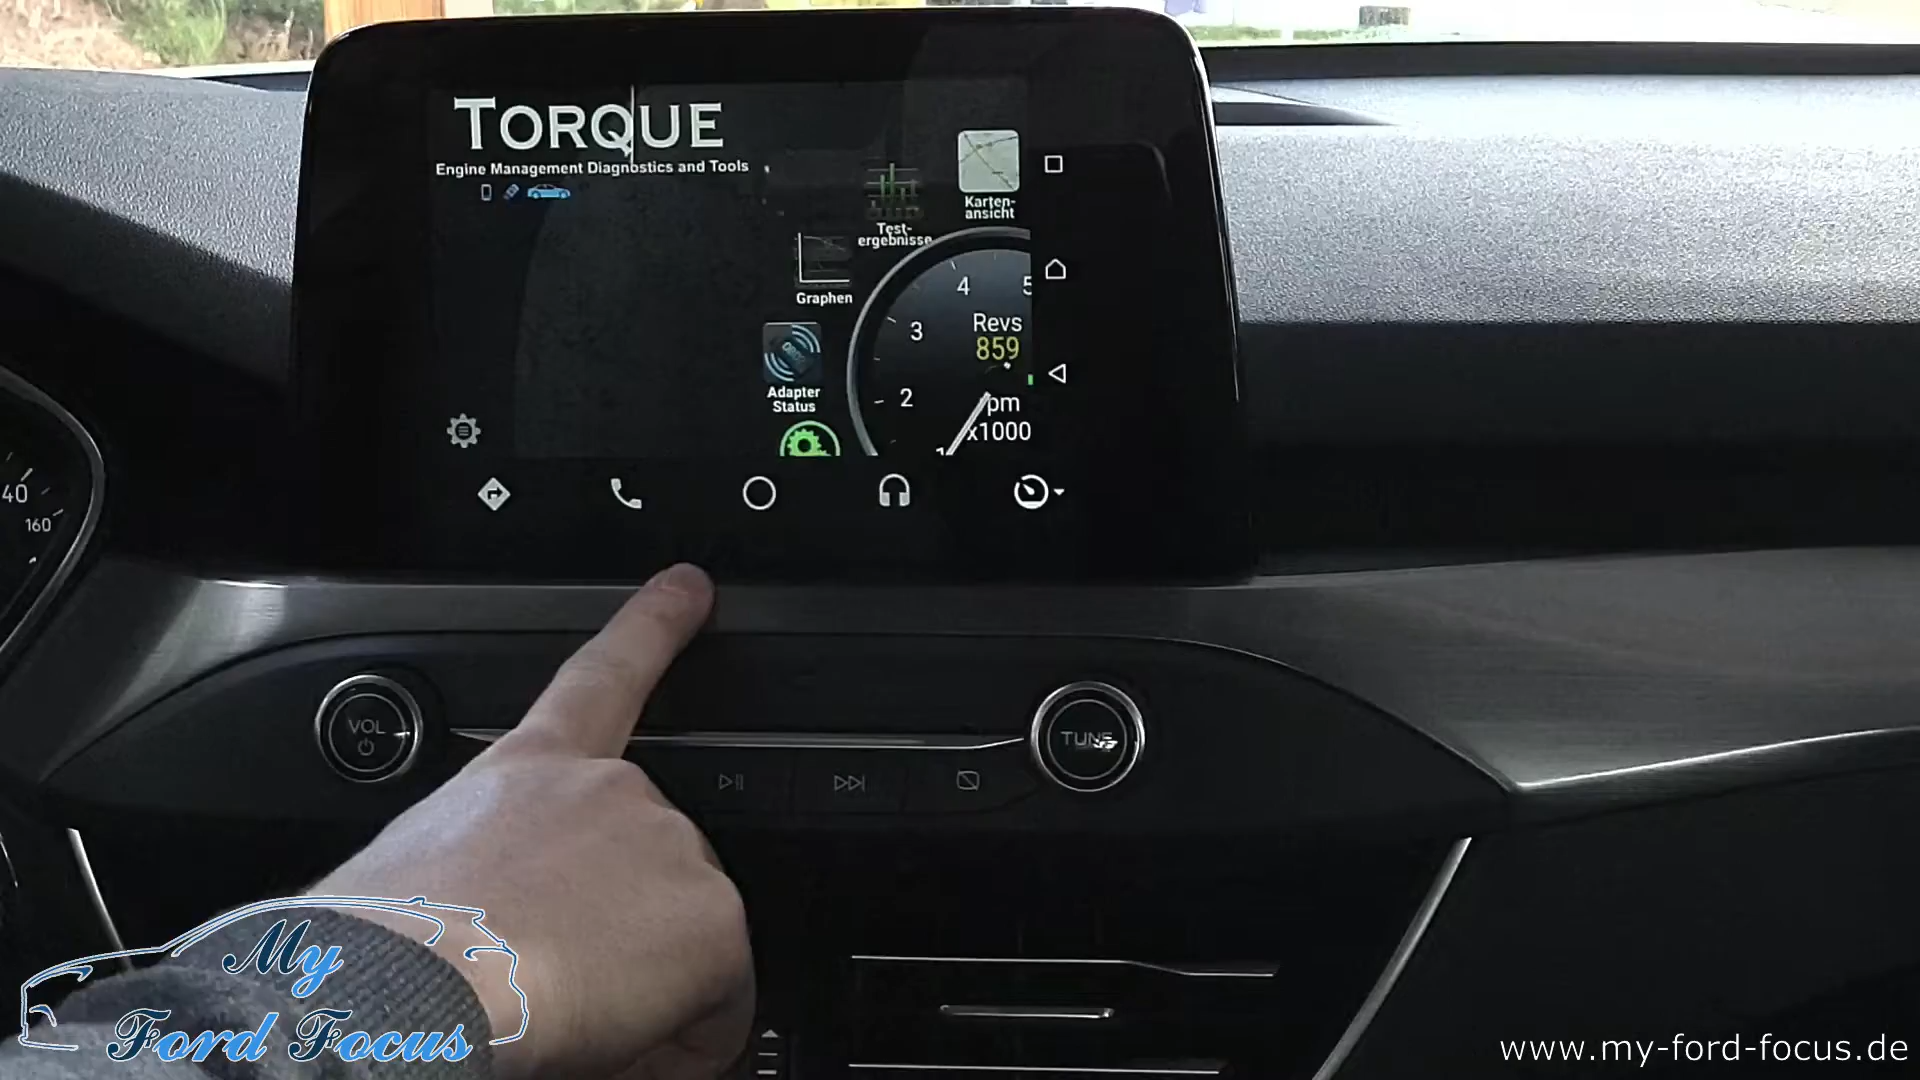 TORQUE
Engine Management Diagnostics and Tools
Karten-
ansicht
Test-
ergebnisse
Graphen
4
5
3
Revs
859
Adapter
Status
2
rpm
x1000
1
40
160
VOL
TUNE
My
Ford Focus
www.my-ford-focus.de